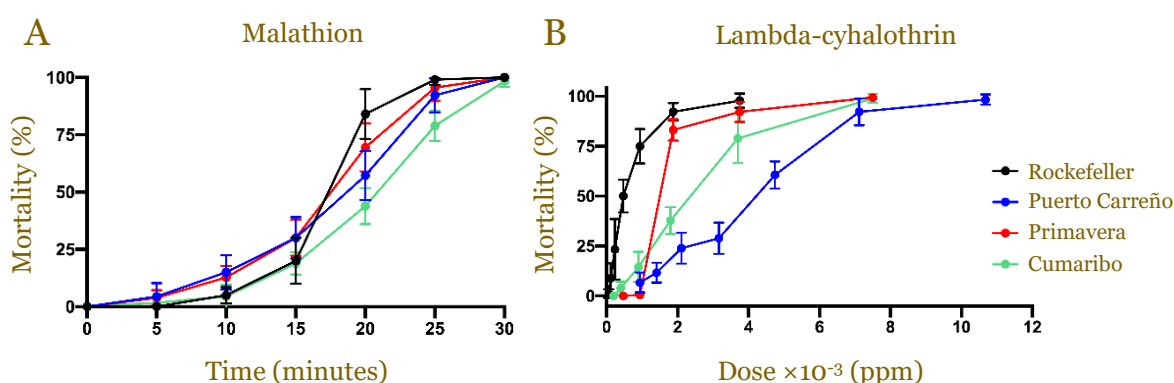 A
Malathion
Mortality (%)
100
75
50
25
0
0 5 10 15 20 25 30
Time (minutes)
B
Lambda-cyhalothrin
Mortality (%)
100
75
50
25
0
0 2 4 6 8 10 12
Dose ×10⁻³ (ppm)
Rockefeller
Puerto Carreño
Primavera
Cumaribo